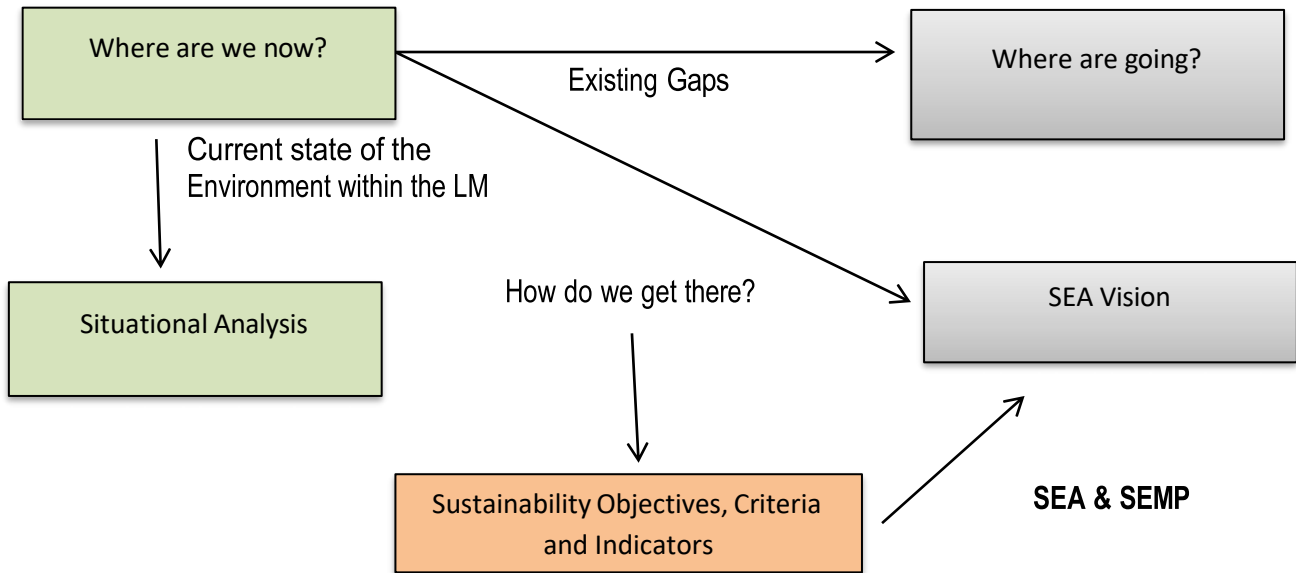 Where are we now?
Existing Gaps
Where are going?
Current state of the
Environment within the LM
Situational Analysis
How do we get there?
SEA Vision
Sustainability Objectives, Criteria
and Indicators
SEA & SEMP